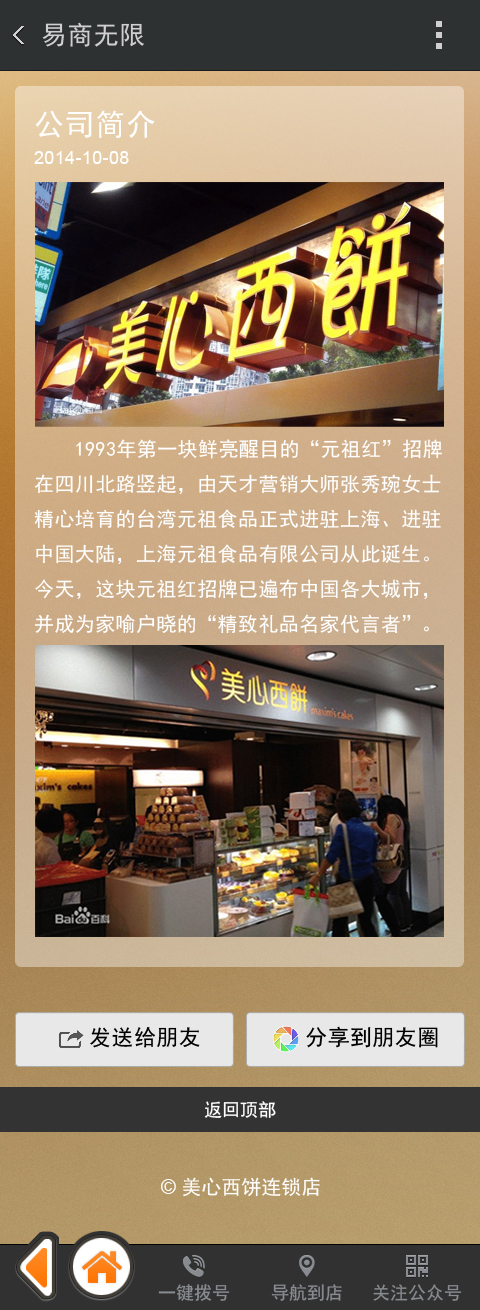 易商无限
公司简介
2014-10-08
美心西餅
1993年第一块鲜亮醒目的“元祖红”招牌
在四川北路竖起，由天才营销大师张秀琬女士
精心培育的台湾元祖食品正式进驻上海、进驻
中国大陆，上海元祖食品有限公司从此诞生。
今天，这块元祖红招牌已遍布中国各大城市，
并成为家喻户晓的“精致礼品名家代言者”。
美心西餅
maxim's cakes
xim's cakes
Bai百科
发送给朋友
分享到朋友圈
返回顶部
© 美心西饼连锁店
一键拨号
导航到店
关注公众号